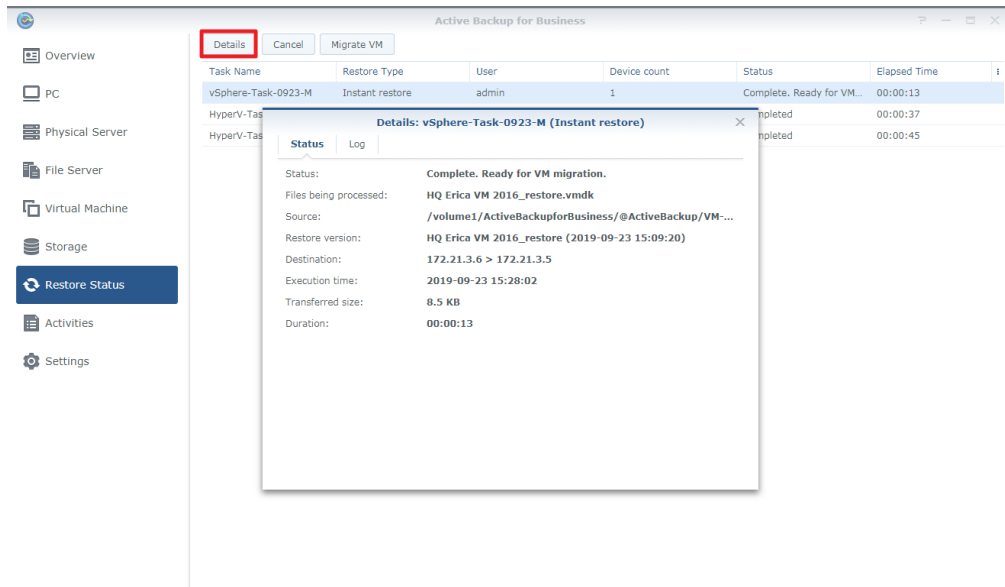 Active Backup for Business
Overview
PC
Physical Server
File Server
Virtual Machine
Storage
Restore Status
Activities
Settings
Details Cancel Migrate VM
Task Name Restore Type User Device count Status Elapsed Time
vSphere-Task-0923-M Instant restore admin 1 Complete. Ready for VM... 00:00:13
HyperV-Tas mpleted 00:00:37
HyperV-Tas mpleted 00:00:45
Details: vSphere-Task-0923-M (Instant restore)
Status Log
Status: Complete. Ready for VM migration.
Files being processed: HQ Erica VM 2016_restore.vmdk
Source: /volume1/ActiveBackupforBusiness/@ActiveBackup/VM-...
Restore version: HQ Erica VM 2016_restore (2019-09-23 15:09:20)
Destination: 172.21.3.6 > 172.21.3.5
Execution time: 2019-09-23 15:28:02
Transferred size: 8.5 KB
Duration: 00:00:13